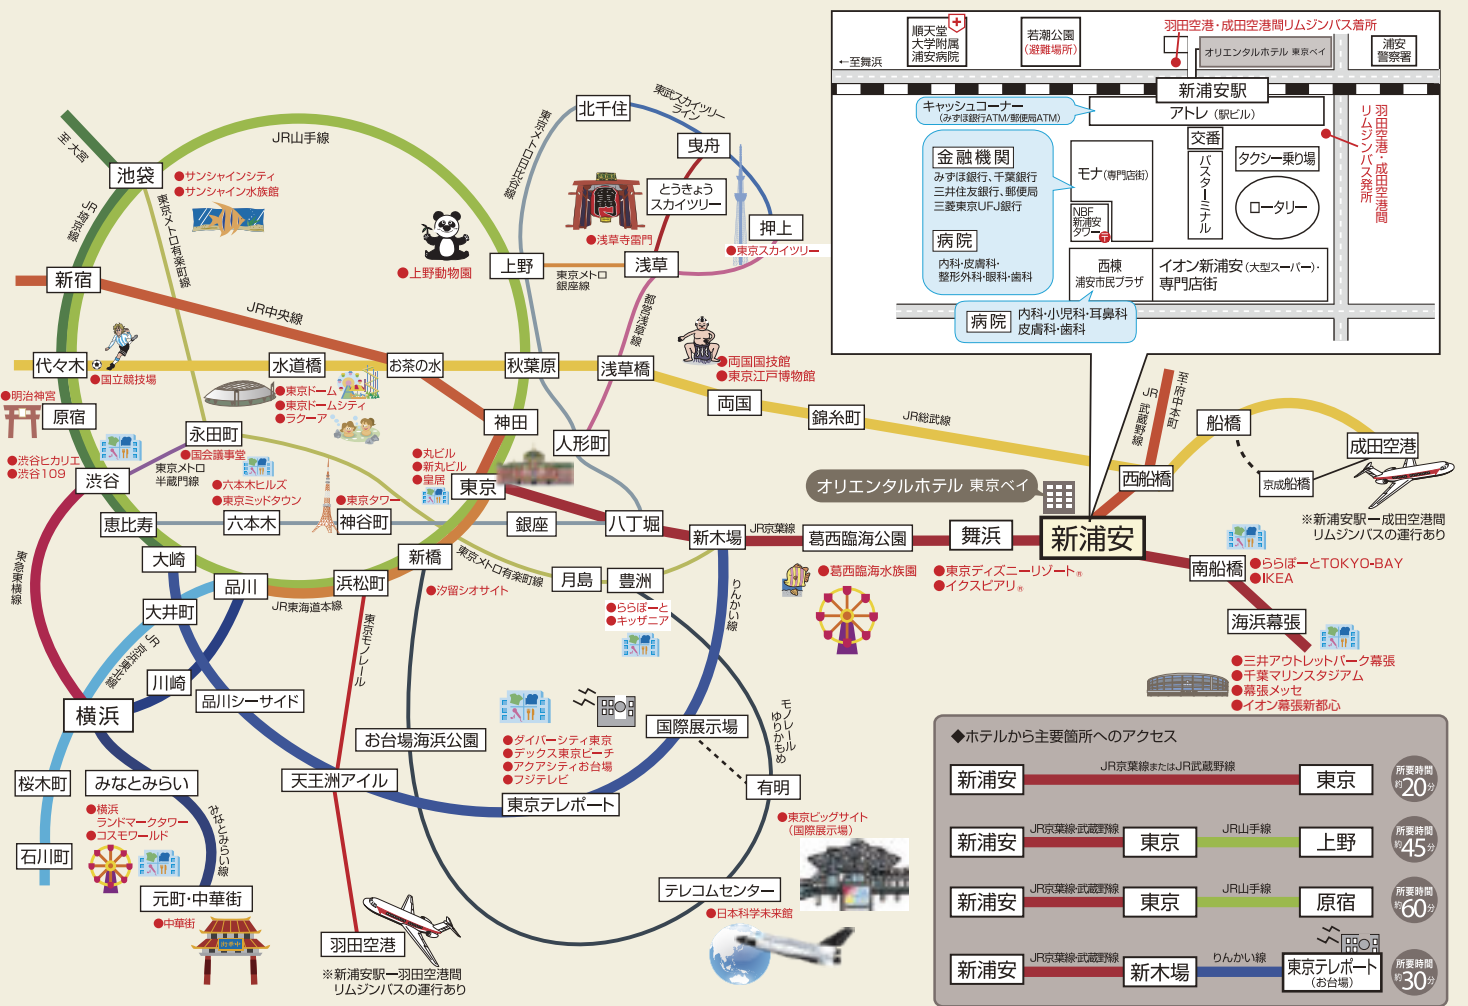 順天堂
大学附属
浦安病院
若潮公園
(避難場所)
羽田空港・成田空港間リムジンバス着所
オリエンタルホテル 東京ベイ
浦安
警察署
←至舞浜
新浦安駅
キャッシュコーナー
(みずほ銀行ATM/郵便局ATM)
アトレ(駅ビル)
羽田空港・成田空港間
リムジンバス発所
金融機関
みずほ銀行、千葉銀行
三井住友銀行、郵便局
三菱東京UFJ銀行
病院
内科・皮膚科・
整形外科・眼科・歯科
モナ(専門店街)
NBF
新浦安
タワー
交番
バスターミナル
タクシー乗り場
ロータリー
西棟
浦安市民プラザ
イオン新浦安(大型スーパー)・
専門店街
病院
内科・小児科・耳鼻科
皮膚科・歯科
至大宮
池袋
●サンシャインシティ
●サンシャイン水族館
JR山手線
JR
埼京線
東京メトロ有楽町線
北千住
東武スカイツリー
ライン
東京メトロ日比谷線
曳舟
とうきょう
スカイツリー
押上
●東京スカイツリー
●浅草寺雷門
浅草
上野
●上野動物園
東京メトロ
銀座線
都営浅草線
新宿
JR中央線
代々木
●国立競技場
水道橋
お茶の水
秋葉原
浅草橋
●両国国技館
●東京江戸博物館
●明治神宮
原宿
●東京ドーム
●東京ドームシティ
●ラクーア
神田
両国
錦糸町
JR総武線
人形町
永田町
●国会議事堂
東京メトロ
半蔵門線
●渋谷ヒカリエ
●渋谷109
渋谷
●六本木ヒルズ
●東京ミッドタウン
●東京タワー
●丸ビル
●新丸ビル
●皇居
東京
恵比寿
六本木
神谷町
銀座
八丁堀
新木場
JR京葉線
葛西臨海公園
舞浜
新浦安
オリエンタルホテル 東京ベイ
至千府中本町
JR
武蔵野線
西船橋
船橋
京成船橋
成田空港
※新浦安駅ー成田空港間
リムジンバスの運行あり
東急東横線
大崎
品川
浜松町
新橋
東京メトロ有楽町線
月島
豊洲
●汐留シオサイト
●ららぽーと
●キッザニア
りんかい線
●葛西臨海水族園
●東京ディズニーリゾート®
●イクスピアリ®
南船橋
●ららぽーとTOKYO-BAY
●IKEA
海浜幕張
●三井アウトレットパーク幕張
●千葉マリンスタジアム
●幕張メッセ
●イオン幕張新都心
JR東海道本線
大井町
JR
京浜東北線
東京モノレール
川崎
品川シーサイド
横浜
お台場海浜公園
●ダイバーシティ東京
●デックス東京ビーチ
●アクアシティお台場
●フジテレビ
国際展示場
モノレール
ゆりかもめ
桜木町
みなとみらい
天王洲アイル
東京テレポート
有明
●東京ビッグサイト
(国際展示場)
●横浜
ランドマークタワー
●コスモワールド
みなとみらい線
石川町
元町・中華街
●中華街
テレコムセンター
●日本科学未来館
羽田空港
※新浦安駅ー羽田空港間
リムジンバスの運行あり
◆ホテルから主要箇所へのアクセス
新浦安
JR京葉線またはJR武蔵野線
東京
所要時間
約20分
新浦安
JR京葉線・武蔵野線
東京
JR山手線
上野
所要時間
約45分
新浦安
JR京葉線・武蔵野線
東京
JR山手線
原宿
所要時間
約60分
新浦安
JR京葉線・武蔵野線
新木場
りんかい線
東京テレポート
(お台場)
所要時間
約30分